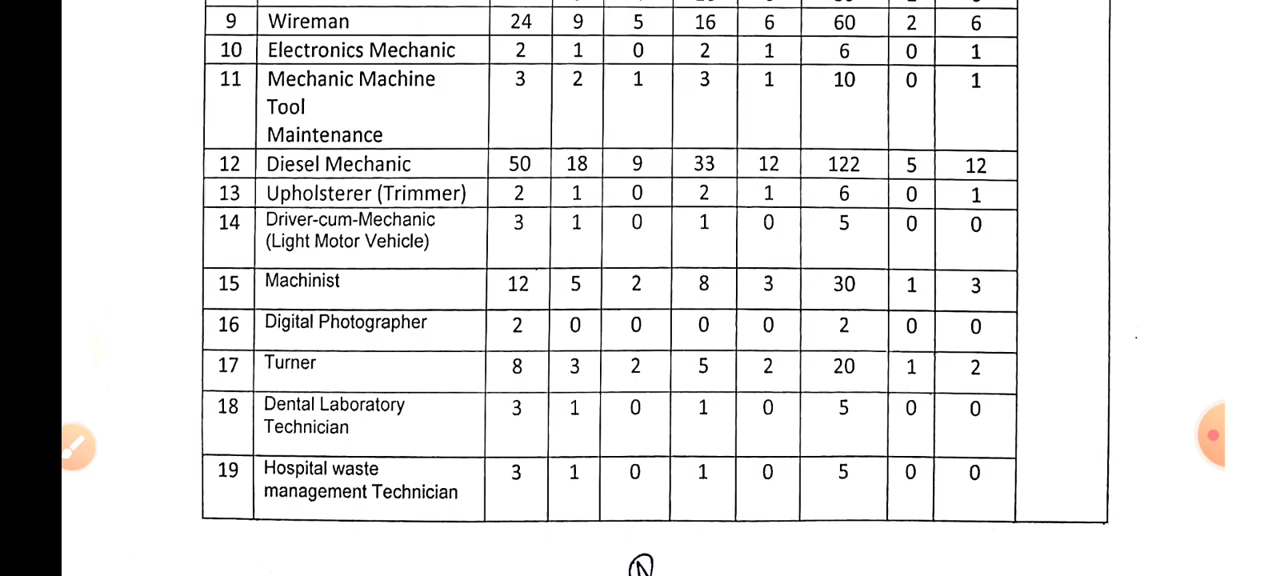 9 Wireman 24 9 5 16 6 60 2 6
10 Electronics Mechanic 2 1 0 2 1 6 0 1
11 Mechanic Machine 3 2 1 3 1 10 0 1
Tool
Maintenance
12 Diesel Mechanic 50 18 9 33 12 122 5 12
13 Upholsterer (Trimmer) 2 1 0 2 1 6 0 1
14 Driver-cum-Mechanic 3 1 0 1 0 5 0 0
(Light Motor Vehicle)
15 Machinist 12 5 2 8 3 30 1 3
16 Digital Photographer 2 0 0 0 0 2 0 0
17 Turner 8 3 2 5 2 20 1 2
18 Dental Laboratory 3 1 0 1 0 5 0 0
Technician
19 Hospital waste 3 1 0 1 0 5 0 0
management Technician